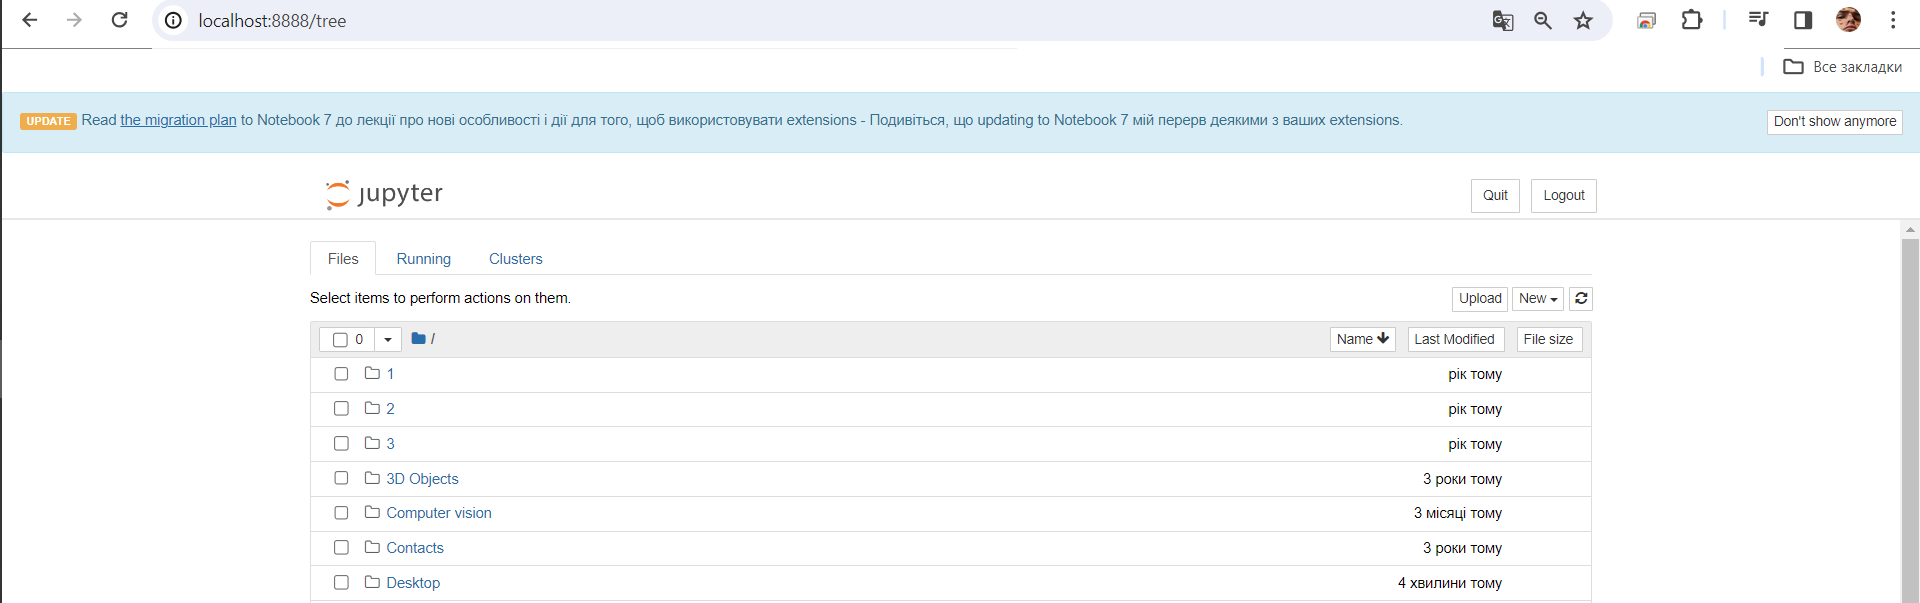 localhost:8888/tree
Все закладки
UPDATE Read the migration plan to Notebook 7 до лекції про нові особливості і дії для того, щоб використовувати extensions - Подивіться, що updating to Notebook 7 мій перерв деякими з ваших extensions.
Don't show anymore
jupyter
Quit Logout
Files Running Clusters
Select items to perform actions on them.
Upload New
0 / Name Last Modified File size
1 рік тому
2 рік тому
3 рік тому
3D Objects 3 роки тому
Computer vision 3 місяці тому
Contacts 3 роки тому
Desktop 4 хвилини тому